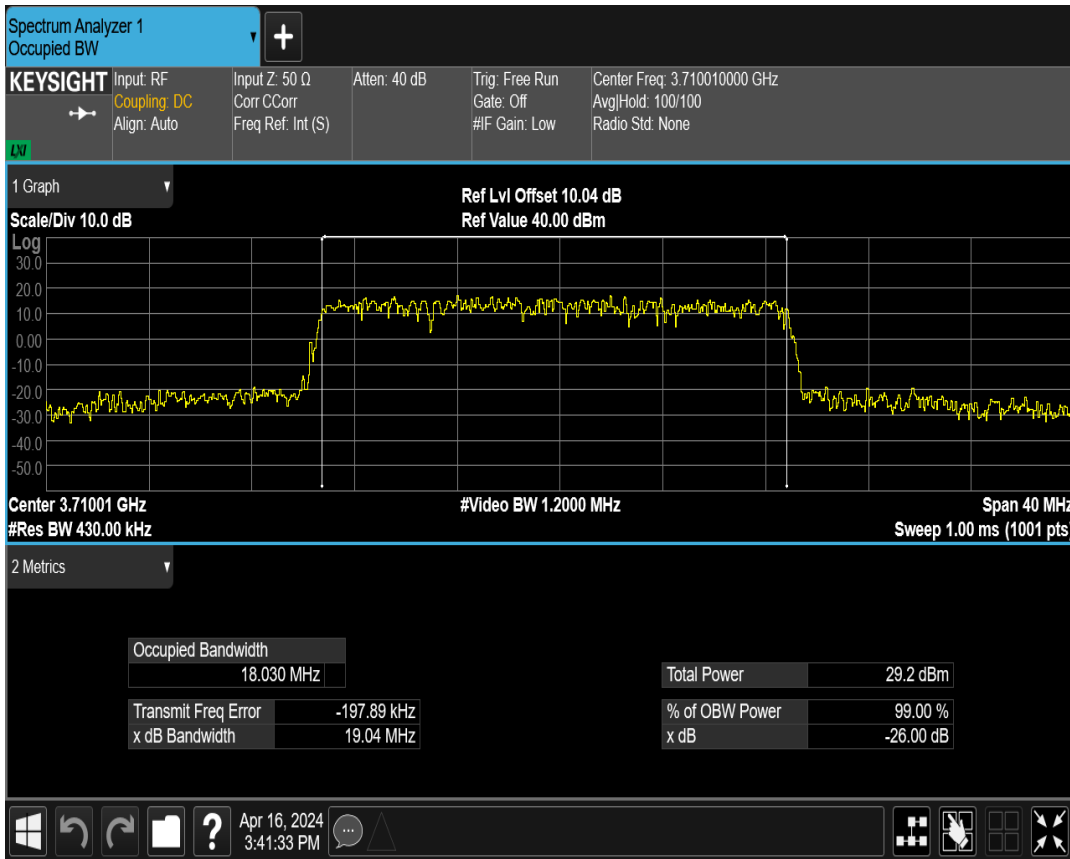 Spectrum Analyzer 1
Occupied BW
+
KEYSIGHT
LXI
Input: RF
Coupling: DC
Align: Auto
Input Z: 50 Ω
Corr CCorr
Freq Ref: Int (S)
Atten: 40 dB
Trig: Free Run
Gate: Off
#IF Gain: Low
Center Freq: 3.710010000 GHz
Avg|Hold: 100/100
Radio Std: None
1 Graph
Ref Lvl Offset 10.04 dB
Scale/Div 10.0 dB
Ref Value 40.00 dBm
Log
30.0
20.0
10.0
0.00
-10.0
-20.0
-30.0
-40.0
-50.0
Center 3.71001 GHz
#Video BW 1.2000 MHz
Span 40 MHz
#Res BW 430.00 kHz
Sweep 1.00 ms (1001 pts)
2 Metrics
Occupied Bandwidth
18.030 MHz
Total Power 29.2 dBm
Transmit Freq Error -197.89 kHz
% of OBW Power 99.00 %
x dB Bandwidth 19.04 MHz
x dB -26.00 dB
?
Apr 16, 2024
3:41:33 PM